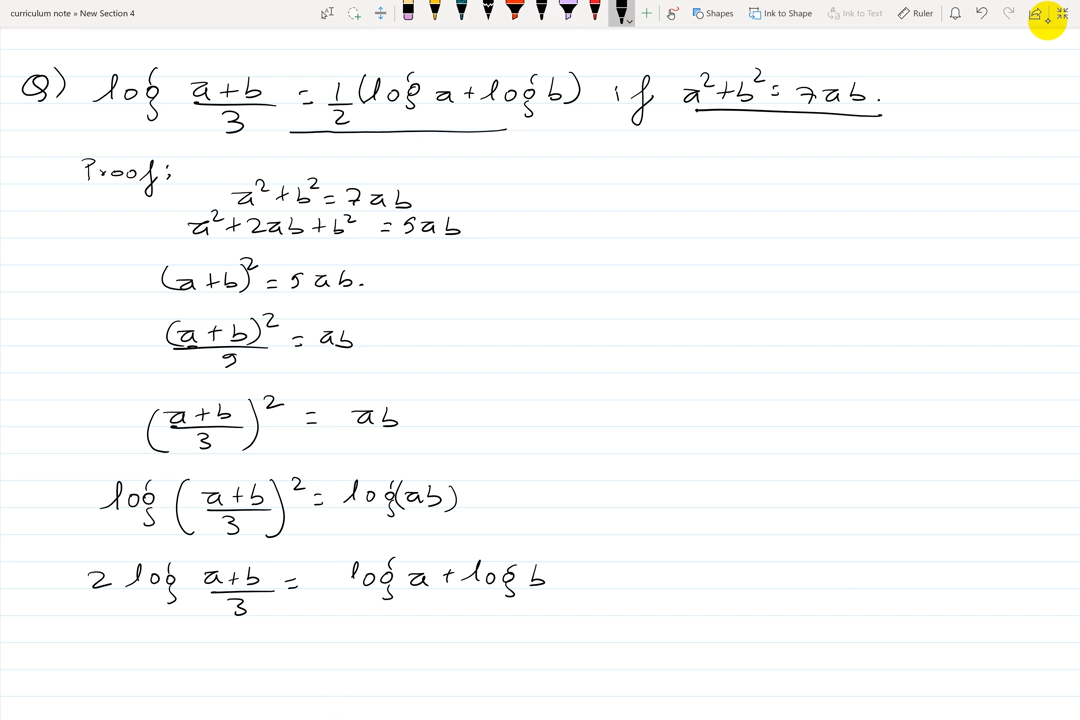 curriculum note » New Section 4
Shapes Ink to Shape Ink to Text Ruler
Q) log (a+b)/3 = 1/2 (log a + log b) if a² + b² = 7ab.
Proof:
a² + b² = 7ab
a² + 2ab + b² = 9ab
(a+b)² = 9ab.
(a+b)²/9 = ab
((a+b)/3)² = ab
log ((a+b)/3)² = log(ab)
2 log (a+b)/3 = log a + log b